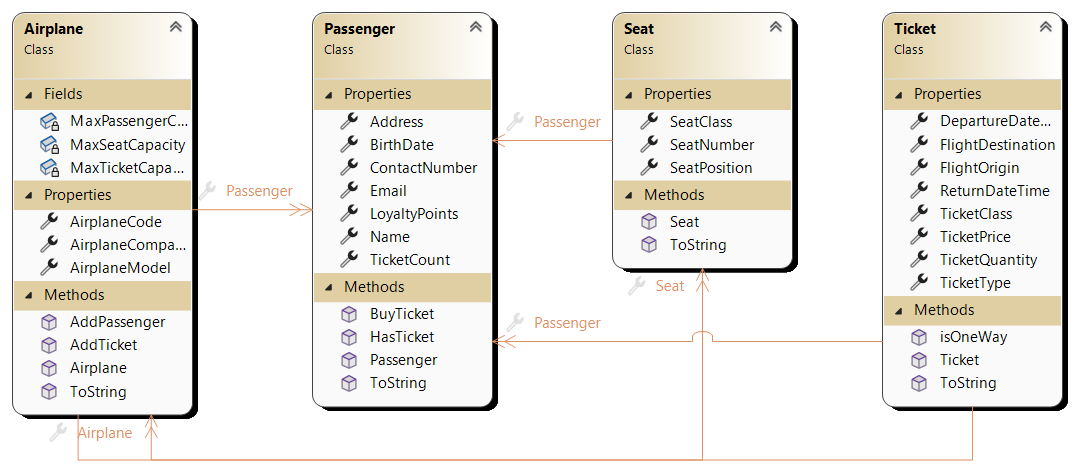 Airplane
Class
Fields
MaxPassengerC...
MaxSeatCapacity
MaxTicketCapa...
Properties
AirplaneCode
AirplaneCompa...
AirplaneModel
Methods
AddPassenger
AddTicket
Airplane
ToString
Passenger
Airplane
Passenger
Class
Properties
Address
BirthDate
ContactNumber
Email
LoyaltyPoints
Name
TicketCount
Methods
BuyTicket
HasTicket
Passenger
ToString
Passenger
Passenger
Seat
Class
Properties
SeatClass
SeatNumber
SeatPosition
Methods
Seat
ToString
Seat
Ticket
Class
Properties
DepartureDate...
FlightDestination
FlightOrigin
ReturnDateTime
TicketClass
TicketPrice
TicketQuantity
TicketType
Methods
isOneWay
Ticket
ToString